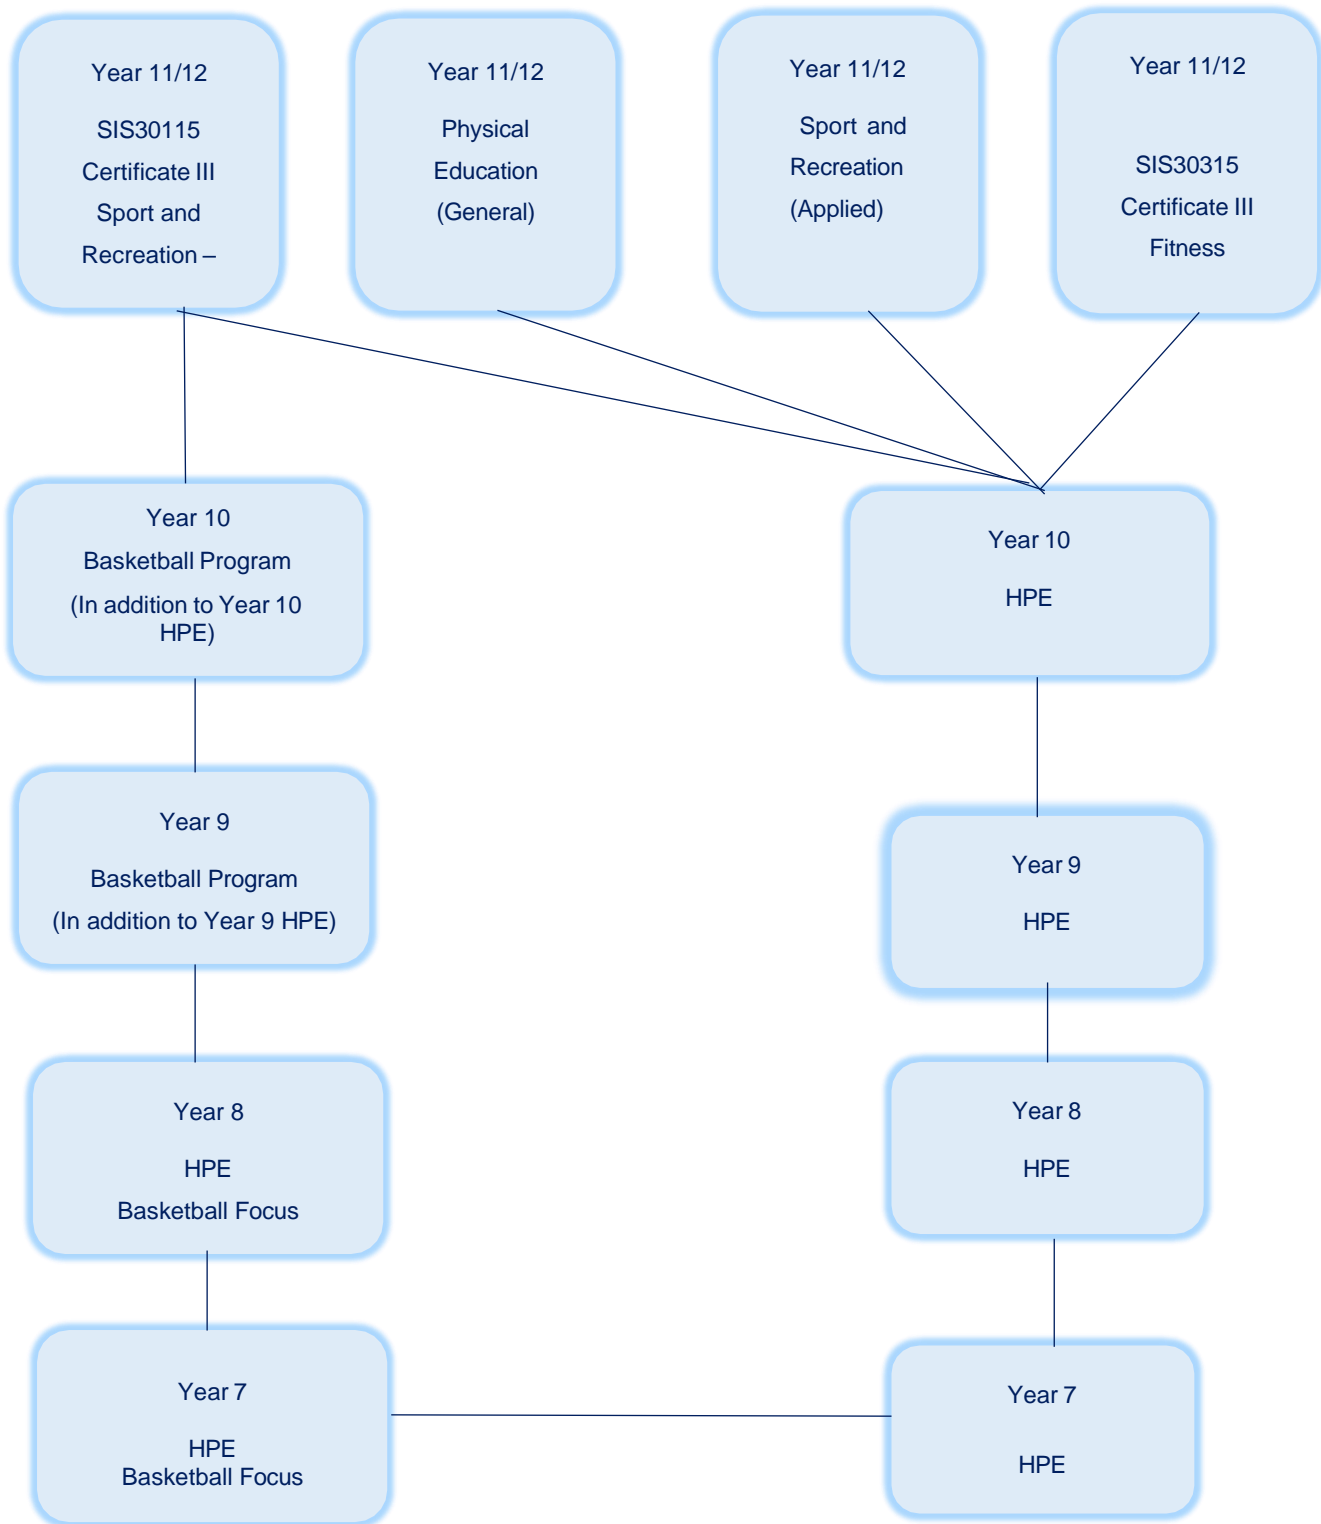 Year 11/12
SIS30115
Certificate III
Sport and
Recreation –
Year 11/12
Physical
Education
(General)
Year 11/12
Sport and
Recreation
(Applied)
Year 11/12
SIS30315
Certificate III
Fitness
Year 10
Basketball Program
(In addition to Year 10
HPE)
Year 10
HPE
Year 9
Basketball Program
(In addition to Year 9 HPE)
Year 9
HPE
Year 8
HPE
Basketball Focus
Year 8
HPE
Year 7
HPE
Basketball Focus
Year 7
HPE